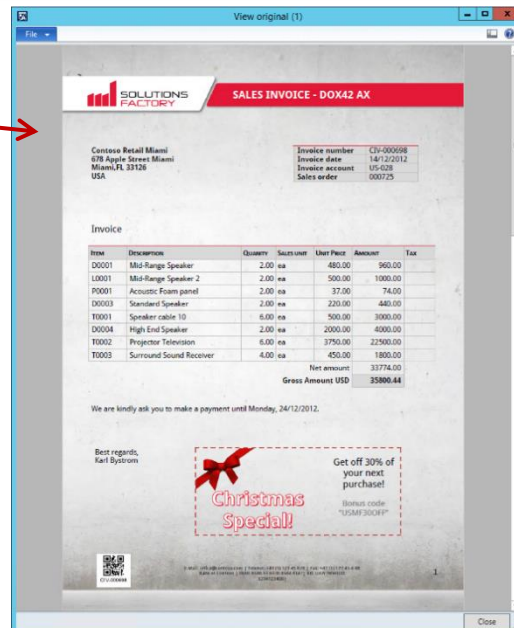 View original (1)
File
SOLUTIONS
FACTORY
SALES INVOICE - DOX42 AX
Contoso Retail Miami
678 Apple Street Miami
Miami,FL 33126
USA
Invoice number CIV-000698
Invoice date 14/12/2012
Invoice account US-028
Sales order 000725
Invoice
ITEM DESCRIPTION QUANTITY SALES UNIT UNIT PRICE AMOUNT TAX
D0001 Mid-Range Speaker 2.00 ea 480.00 960.00
L0001 Mid-Range Speaker 2 2.00 ea 500.00 1000.00
P0001 Acoustic Foam panel 2.00 ea 37.00 74.00
D0003 Standard Speaker 2.00 ea 220.00 440.00
T0001 Speaker cable 10 6.00 ea 500.00 3000.00
D0004 High End Speaker 2.00 ea 2000.00 4000.00
T0002 Projector Television 6.00 ea 3750.00 22500.00
T0003 Surround Sound Receiver 4.00 ea 450.00 1800.00
Net amount 33774.00
Gross Amount USD 35800.44
We are kindly ask you to make a payment until Monday, 24/12/2012.
Best regards,
Karl Bystrom
Christmas
Special!
Get off 30% of
your next
purchase!
Bonus code
"USMF30OFF"
CIV-000698
1
Close